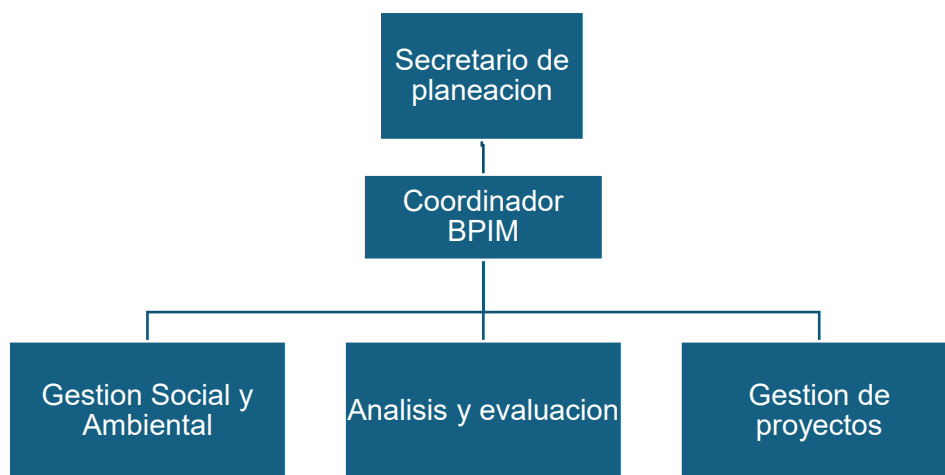 Secretario de
planeacion
Coordinador
BPIM
Gestion Social y
Ambiental
Analisis y evaluacion
Gestion de
proyectos